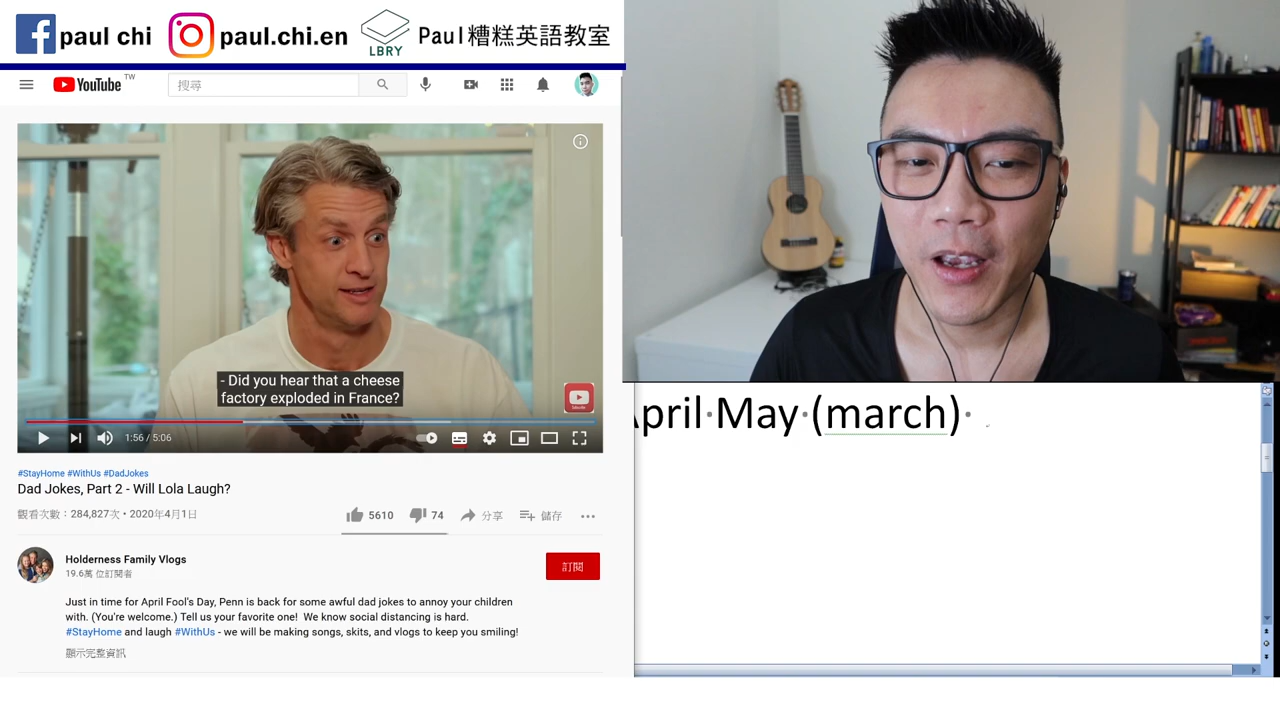 paul chi
paul.chi.en
LBRY
Paul糟糕英語教室
YouTube TW
搜尋
- Did you hear that a cheese
factory exploded in France?
1:56 / 5:06
#StayHome #WithUs #DadJokes
Dad Jokes, Part 2 - Will Lola Laugh?
觀看次數：284,827次 • 2020年4月1日
5610
74
分享
儲存
Holderness Family Vlogs
19.6萬 位訂閱者
訂閱
Just in time for April Fool's Day, Penn is back for some awful dad jokes to annoy your children
with. (You're welcome.) Tell us your favorite one! We know social distancing is hard.
#StayHome and laugh #WithUs - we will be making songs, skits, and vlogs to keep you smiling!
顯示完整資訊
April·May·(march)·